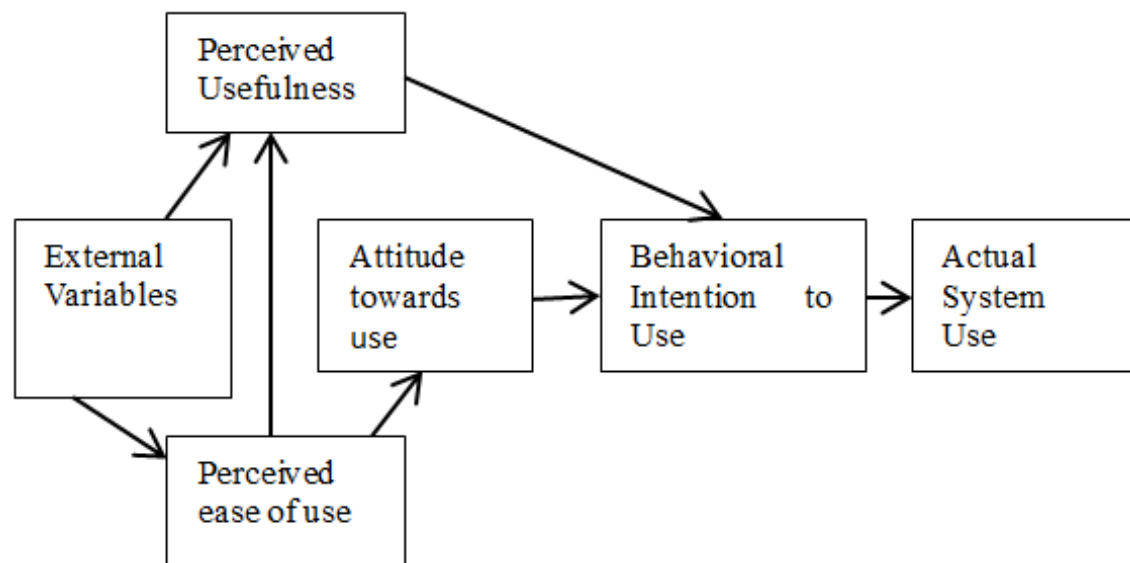 Perceived
Usefulness
External
Variables
Attitude
towards
use
Behavioral
Intention to
Use
Actual
System
Use
Perceived
ease of use